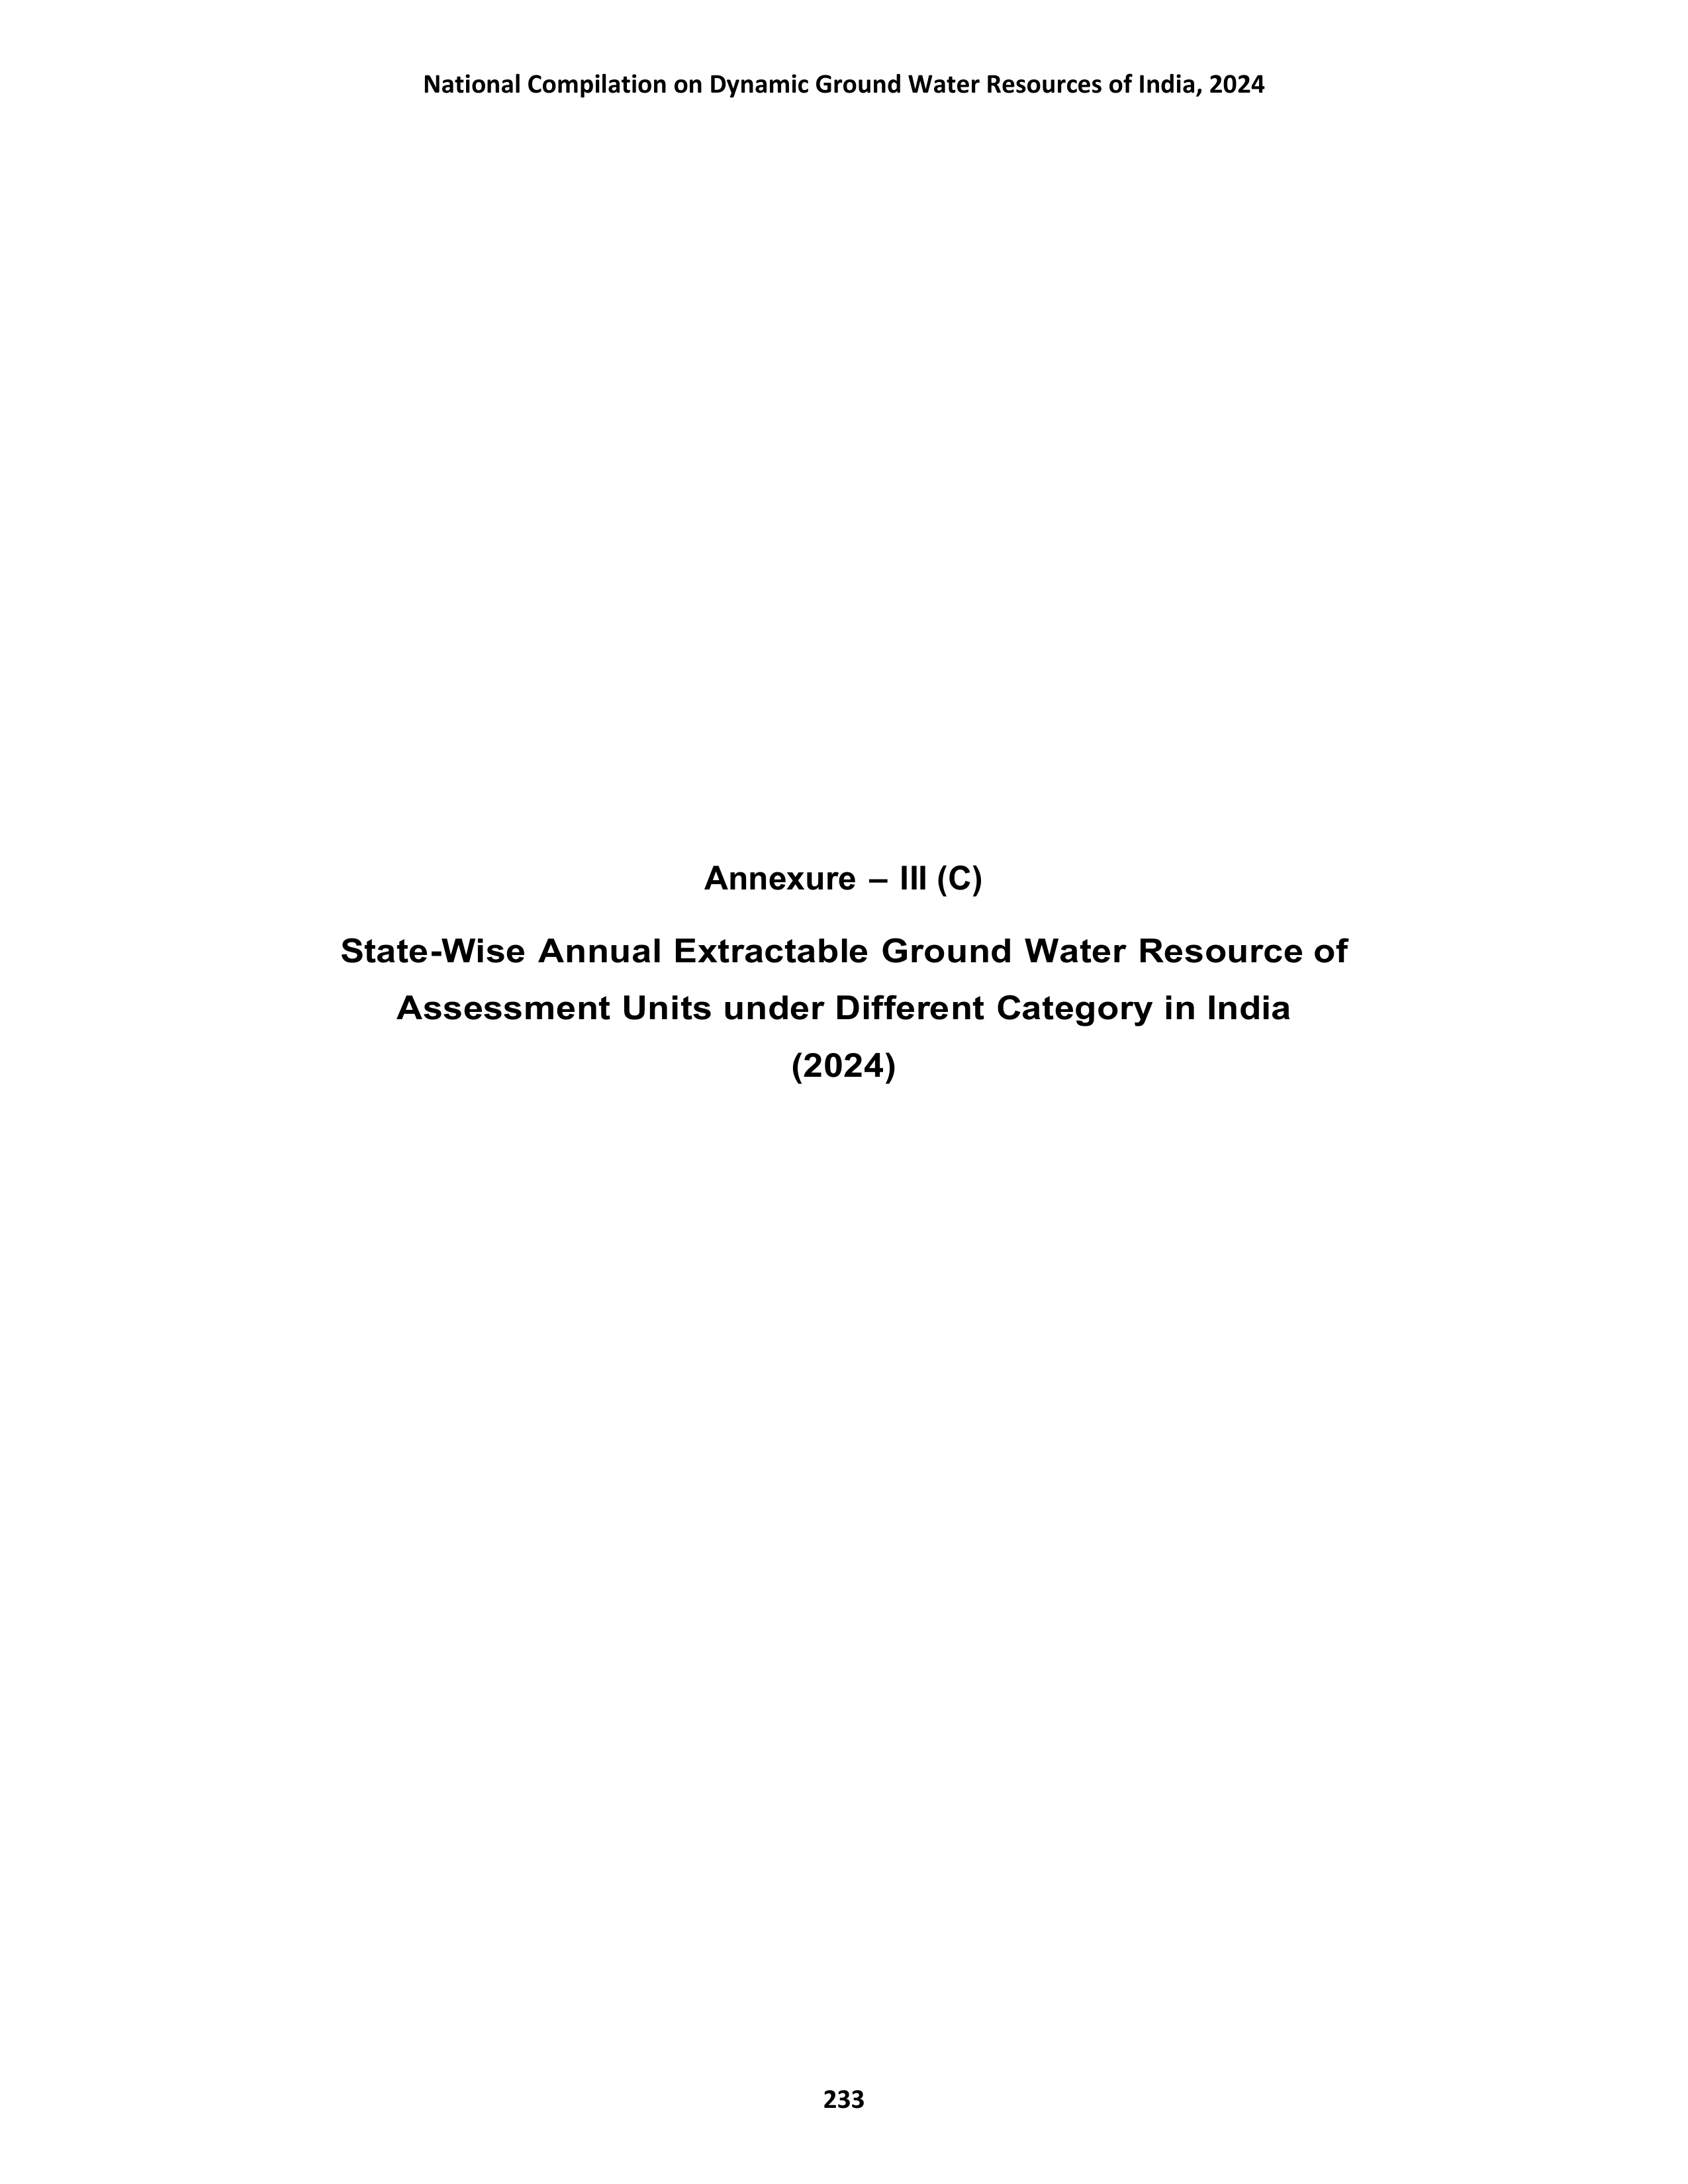 National Compilation on Dynamic Ground Water Resources of India, 2024
Annexure – III (C)
State-Wise Annual Extractable Ground Water Resource of
Assessment Units under Different Category in India
(2024)
233